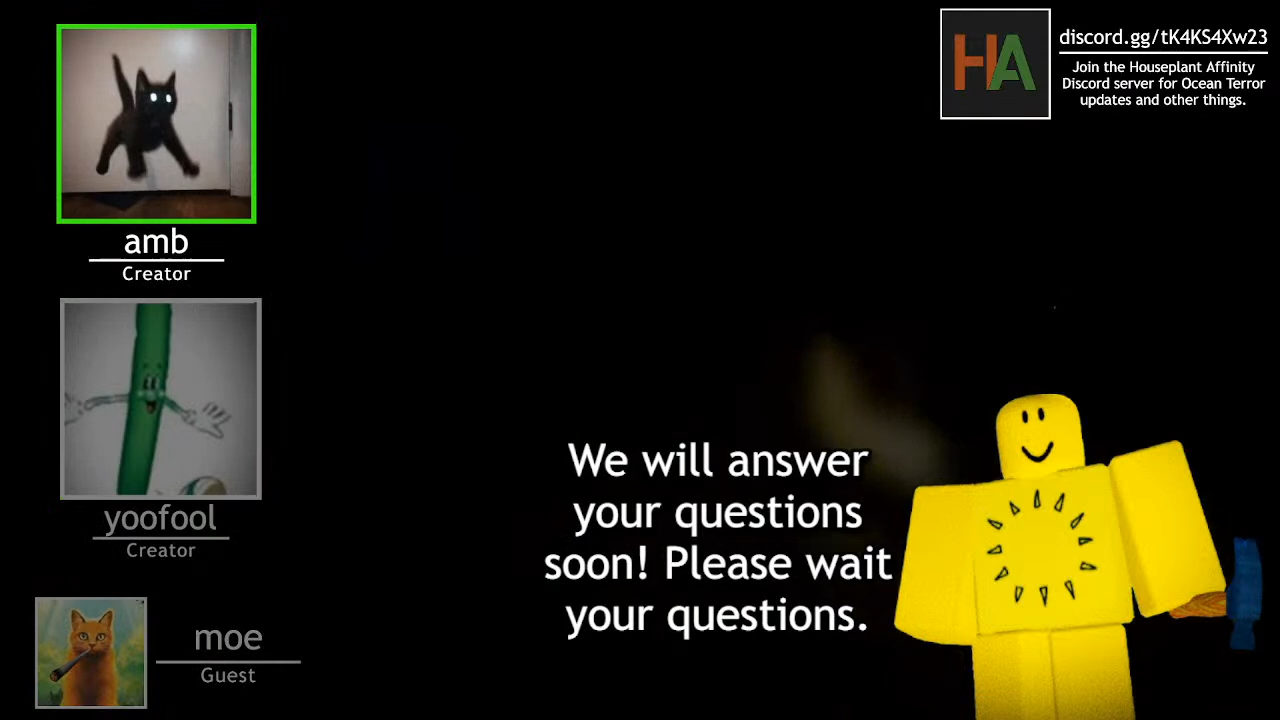 amb
Creator
yoofool
Creator
moe
Guest
HA
discord.gg/tK4KS4Xw23
Join the Houseplant Affinity
Discord server for Ocean Terror
updates and other things.
We will answer
your questions
soon! Please wait
your questions.